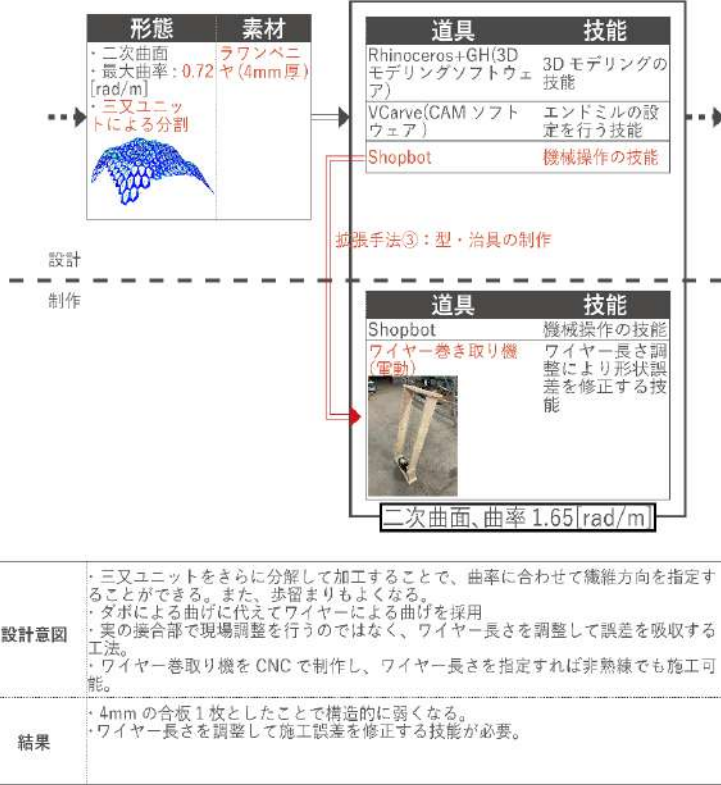 形態 素材
・二次曲面
・最大曲率：0.72
[rad/m]
・三又ユニッ
トによる分割
ラワンベニ
ヤ(4mm厚)
道具 技能
Rhinoceros+GH(3D
モデリングソフトウェ
ア)
3D モデリングの
技能
VCarve(CAM ソフト
ウェア)
エンドミルの設
定を行う技能
Shopbot 機械操作の技能
拡張手法③：型・治具の制作
設計
制作
道具 技能
Shopbot 機械操作の技能
ワイヤー巻き取り機
(電動)
ワイヤー長さ調
整により形状誤
差を修正する技
能
二次曲面、曲率 1.65[rad/m]
設計意図
・三又ユニットをさらに分解して加工することで、曲率に合わせて繊維方向を指定す
ることができる。また、歩留まりもよくなる。
・ダボによる曲げに代えてワイヤーによる曲げを採用
・実の接合部で現場調整を行うのではなく、ワイヤー長さを調整して誤差を吸収する
工法。
・ワイヤー巻取り機を CNC で制作し、ワイヤー長さを指定すれば非熟練でも施工可
能。
結果
・4mm の合板 1 枚としたことで構造的に弱くなる。
・ワイヤー長さを調整して施工誤差を修正する技能が必要。